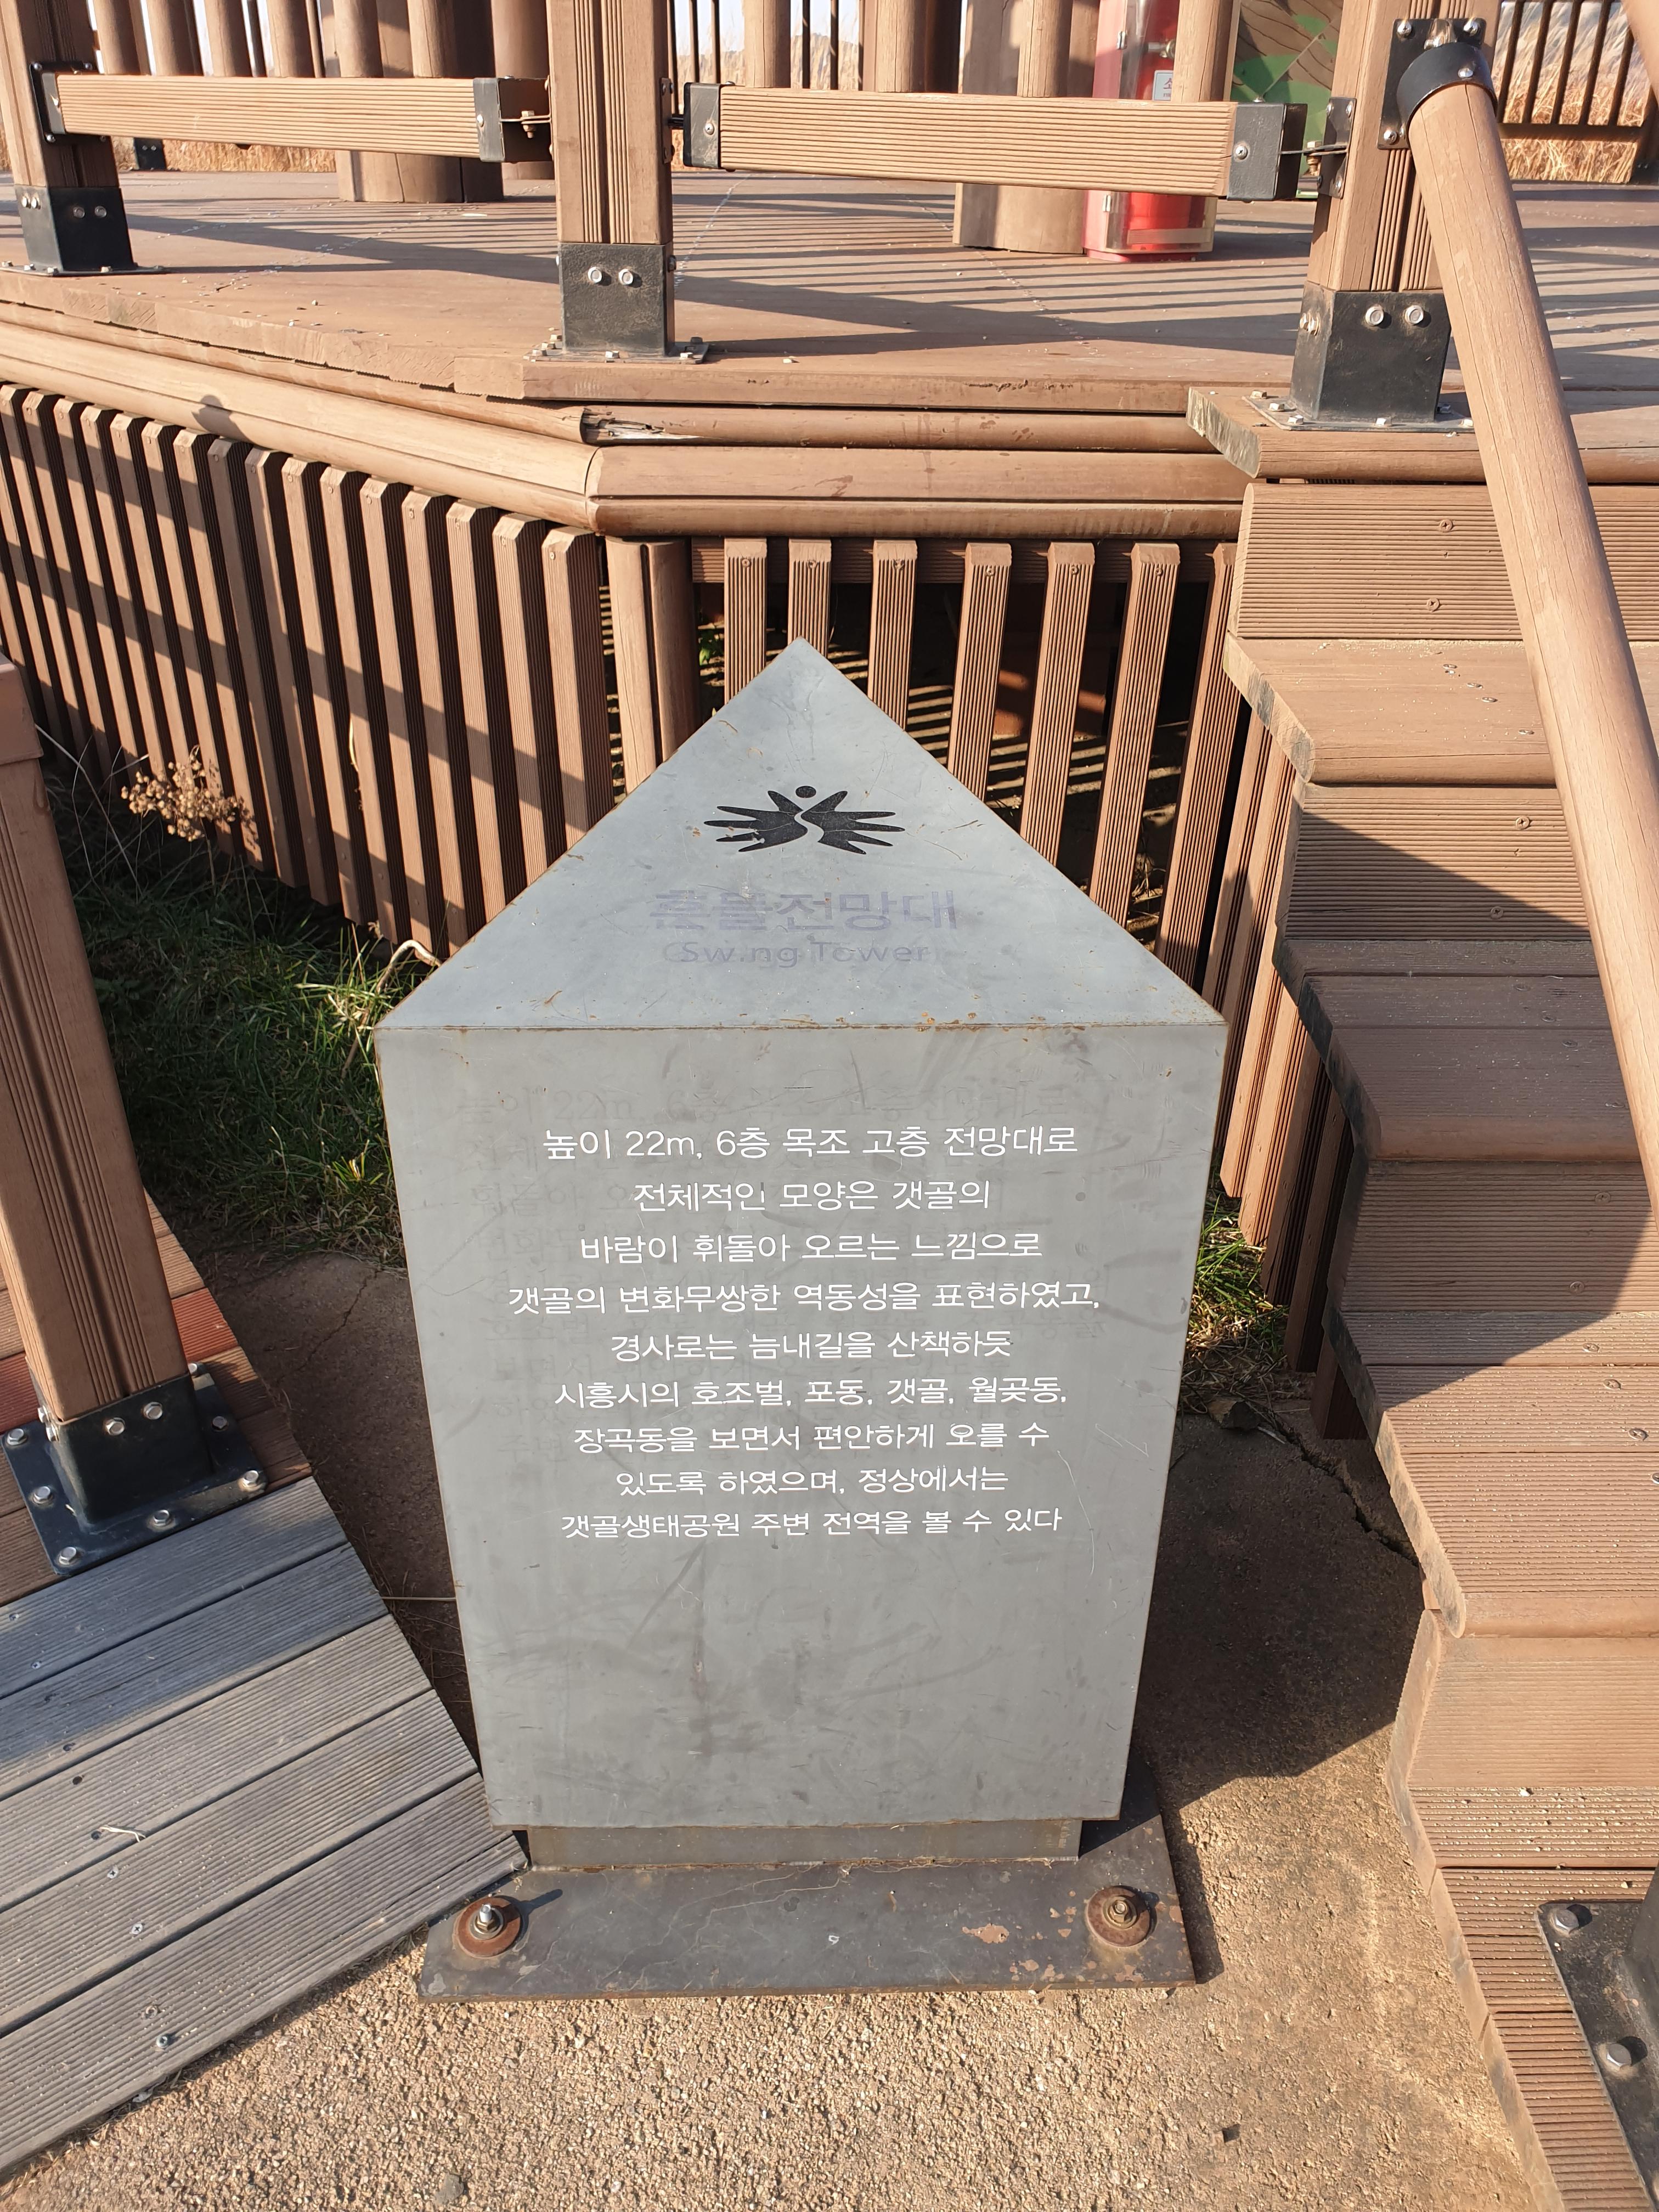 전망대
Swing Tower
높이 22m, 6층 목조 고층 전망대로
전체적인 모양은 갯골의
바람이 휘돌아 오르는 느낌으로
갯골의 변화무쌍한 역동성을 표현하였고,
경사로는 늠내길을 산책하듯
시흥시의 호조벌, 포동, 갯골, 월곶동,
장곡동을 보면서 편안하게 오를 수
있도록 하였으며, 정상에서는
갯골생태공원 주변 전역을 볼 수 있다